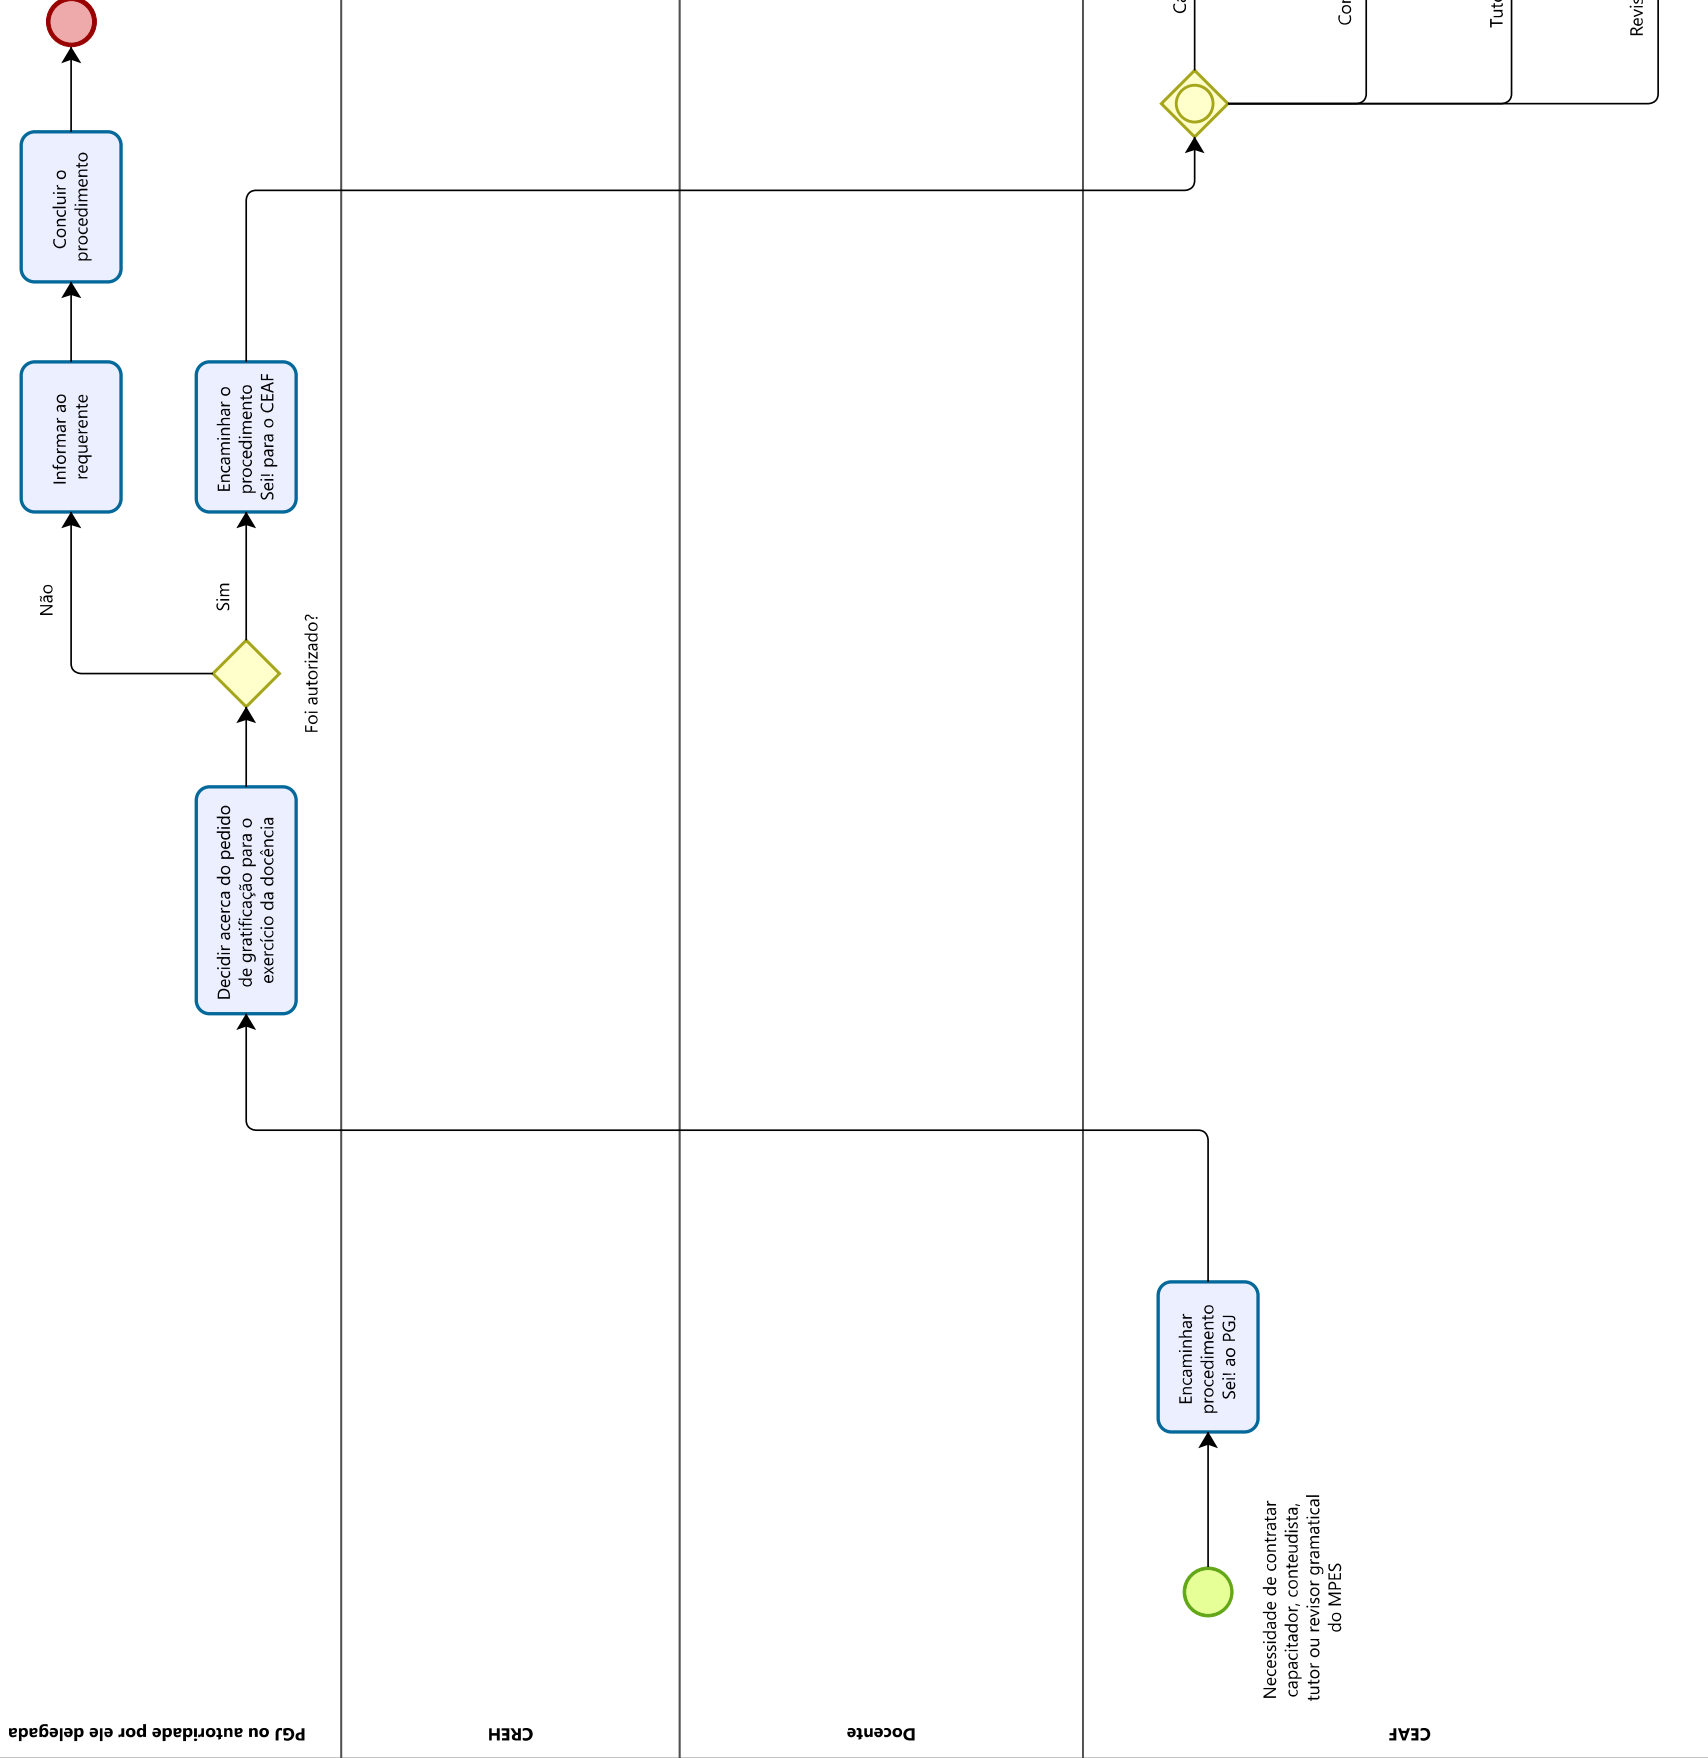 PGJ ou autoridade por ele delegada
CREH
Docente
CEAF
Necessidade de contratar
capacitador, conteudista,
tutor ou revisor gramatical
do MPES
Encaminhar
procedimento
Sei! ao PGJ
Decidir acerca do pedido
de gratificação para o
exercício da docência
Foi autorizado?
Não
Sim
Informar ao
requerente
Concluir o
procedimento
Encaminhar o
procedimento
Sei! para o CEAF